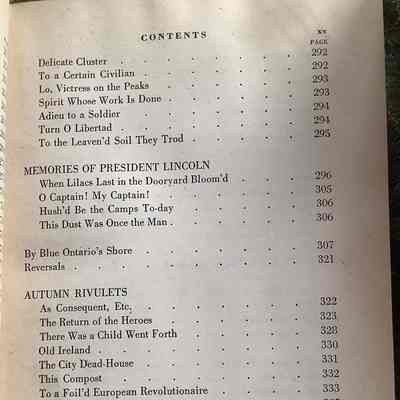 CONTENTS xv
PAGE
Delicate Cluster . . . . . . . . 292
To a Certain Civilian . . . . . . . 292
Lo, Victress on the Peaks . . . . . . 293
Spirit Whose Work Is Done . . . . . . 293
Adieu to a Soldier . . . . . . . 294
Turn O Libertad . . . . . . . . 294
To the Leaven'd Soil They Trod . . . . . 295
MEMORIES OF PRESIDENT LINCOLN
When Lilacs Last in the Dooryard Bloom'd . . . 296
O Captain! My Captain! . . . . . . 305
Hush'd Be the Camps To-day . . . . . 306
This Dust Was Once the Man . . . . . . 306
By Blue Ontario's Shore . . . . . . . 307
Reversals . . . . . . . . . 321
AUTUMN RIVULETS
As Consequent, Etc. . . . . . . . 322
The Return of the Heroes . . . . . . 323
There Was a Child Went Forth . . . . . 328
Old Ireland . . . . . . . . 330
The City Dead-House . . . . . . . 331
This Compost . . . . . . . . 332
To a Foil'd European Revolutionaire . . . . 333